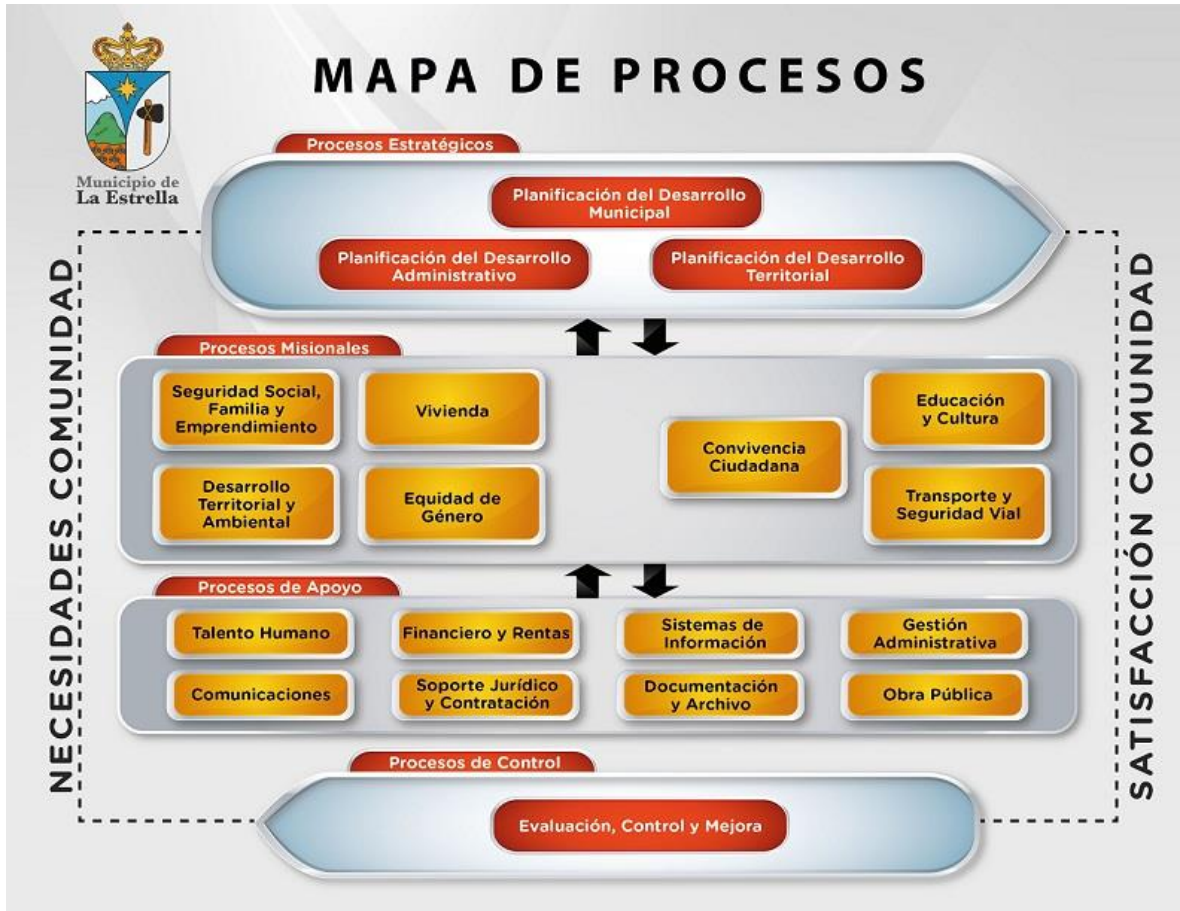 MAPA DE PROCESOS
Municipio de
La Estrella
Procesos Estratégicos
Planificación del Desarrollo
Municipal
Planificación del Desarrollo
Administrativo
Planificación del Desarrollo
Territorial
NECESIDADES COMUNIDAD
SATISFACCIÓN COMUNIDAD
Procesos Misionales
Seguridad Social,
Familia y
Emprendimiento
Vivienda
Educación
y Cultura
Convivencia
Ciudadana
Desarrollo
Territorial y
Ambiental
Equidad de
Género
Transporte y
Seguridad Vial
Procesos de Apoyo
Talento Humano
Financiero y Rentas
Sistemas de
Información
Gestión
Administrativa
Comunicaciones
Soporte Jurídico
y Contratación
Documentación
y Archivo
Obra Pública
Procesos de Control
Evaluación, Control y Mejora